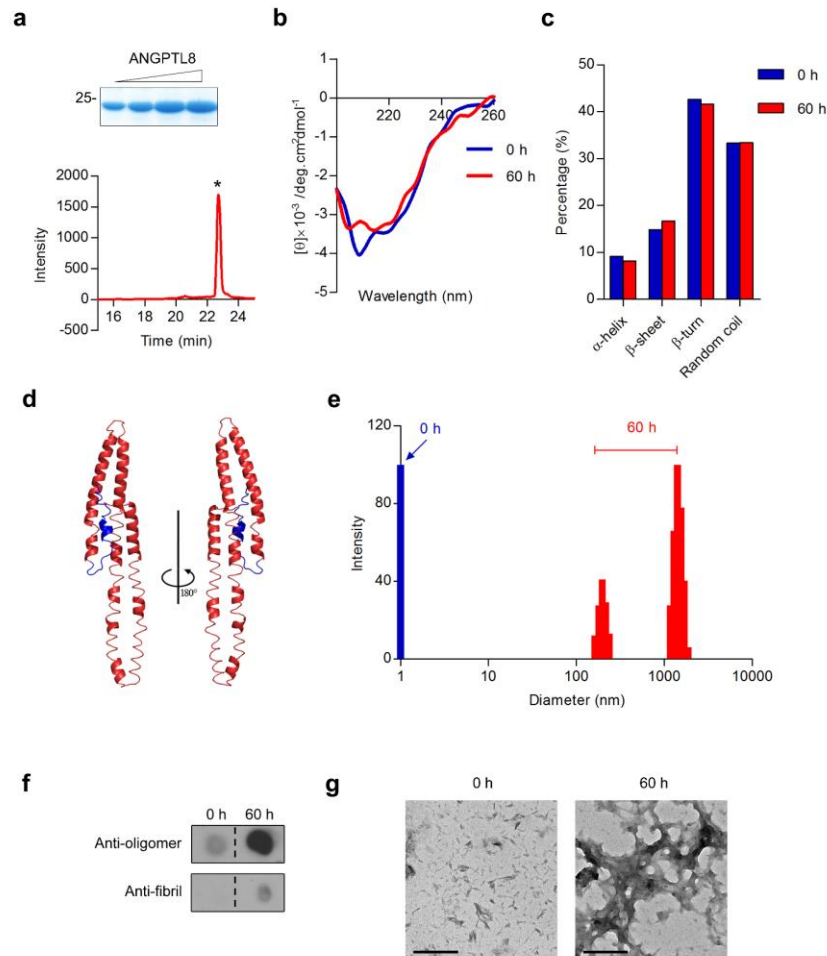 a
ANGPTL8
25-
2000
1500
1000
500
0
-500
Intensity
*
16 18 20 22 24
Time (min)
b
0
-1
-2
-3
-4
-5
[θ]×10⁻³ /deg.cm²dmol⁻¹
220 240 260
0 h
60 h
Wavelength (nm)
c
50
40
30
20
10
0
Percentage (%)
0 h
60 h
α-helix
β-sheet
β-turn
Random coil
d
180°
e
120
80
40
0
Intensity
0 h
60 h
1 10 100 1000 10000
Diameter (nm)
f
0 h 60 h
Anti-oligomer
Anti-fibril
g
0 h 60 h